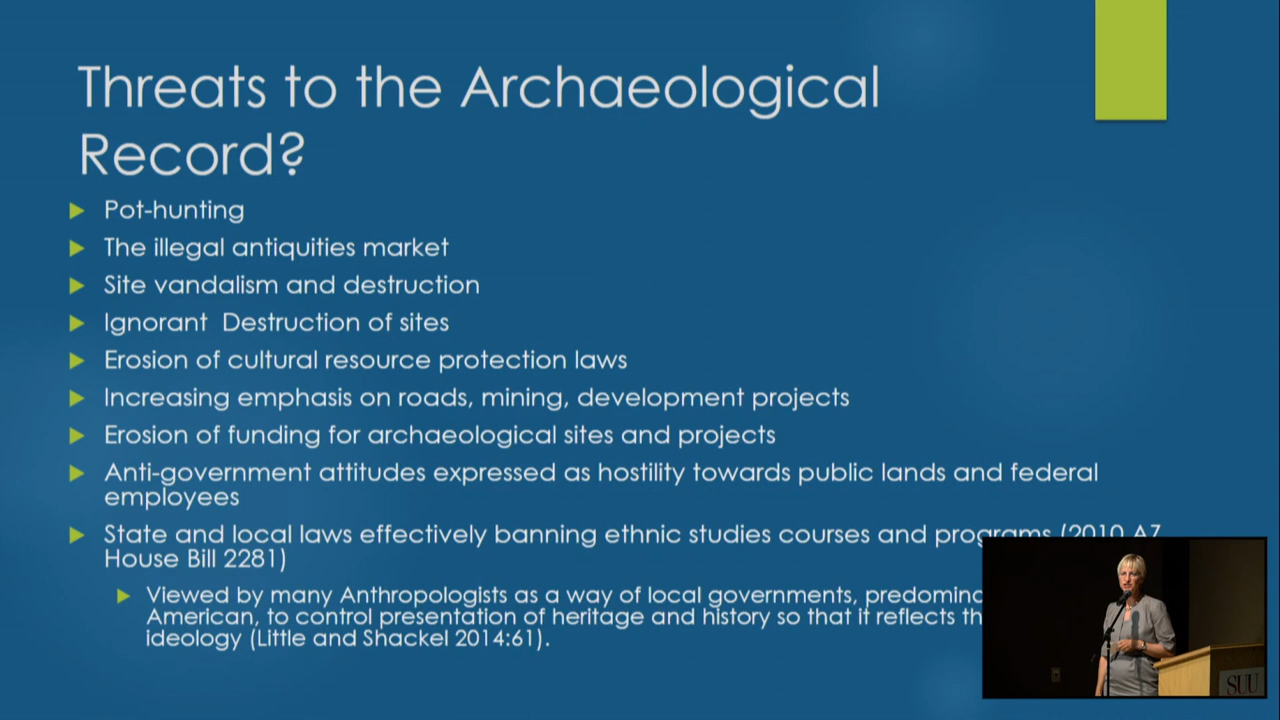 Threats to the Archaeological
Record?
Pot-hunting
The illegal antiquities market
Site vandalism and destruction
Ignorant  Destruction of sites
Erosion of cultural resource protection laws
Increasing emphasis on roads, mining, development projects
Erosion of funding for archaeological sites and projects
Anti-government attitudes expressed as hostility towards public lands and federal
employees
State and local laws effectively banning ethnic studies courses and programs (2010 AZ
House Bill 2281)
Viewed by many Anthropologists as a way of local governments,
American, to control presentation of heritage and history so that it reflects
ideology (Little and Shackel 2014:61).
SUU